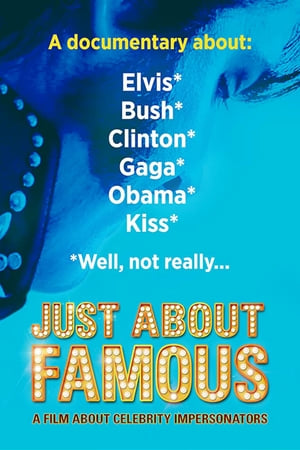 A documentary about:
Elvis*
Bush*
Clinton*
Gaga*
Obama*
Kiss*
*Well, not really...
JUST ABOUT
FAMOUS
A FILM ABOUT CELEBRITY IMPERSONATORS